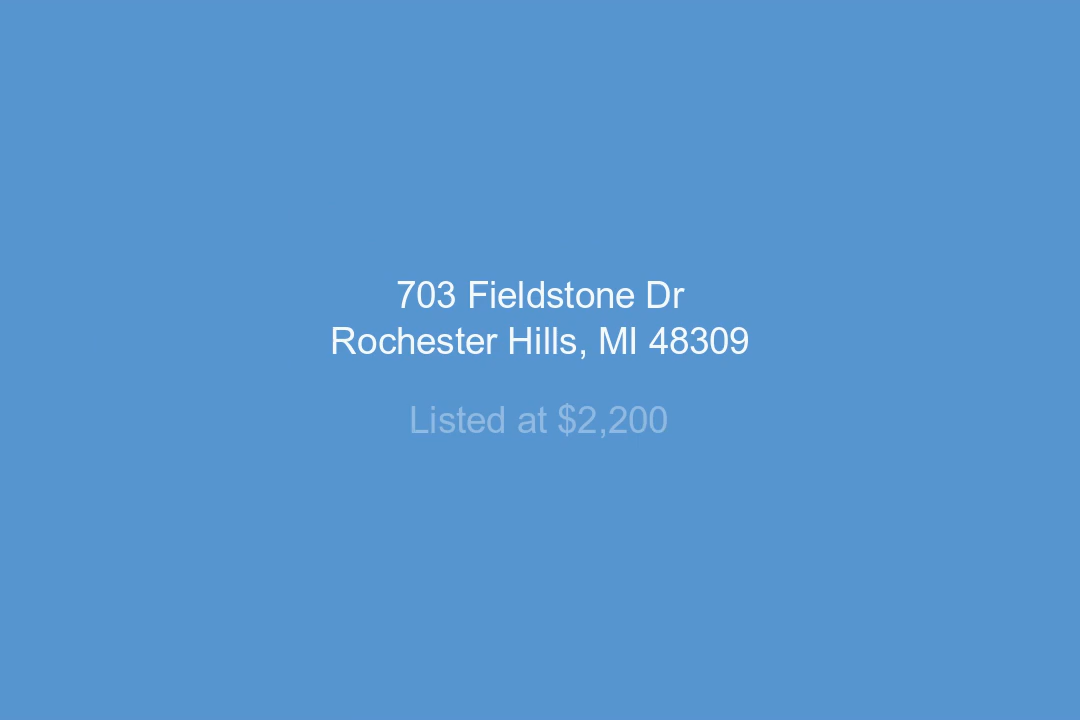 703 Fieldstone Dr
Rochester Hills, MI 48309
Listed at $2,200